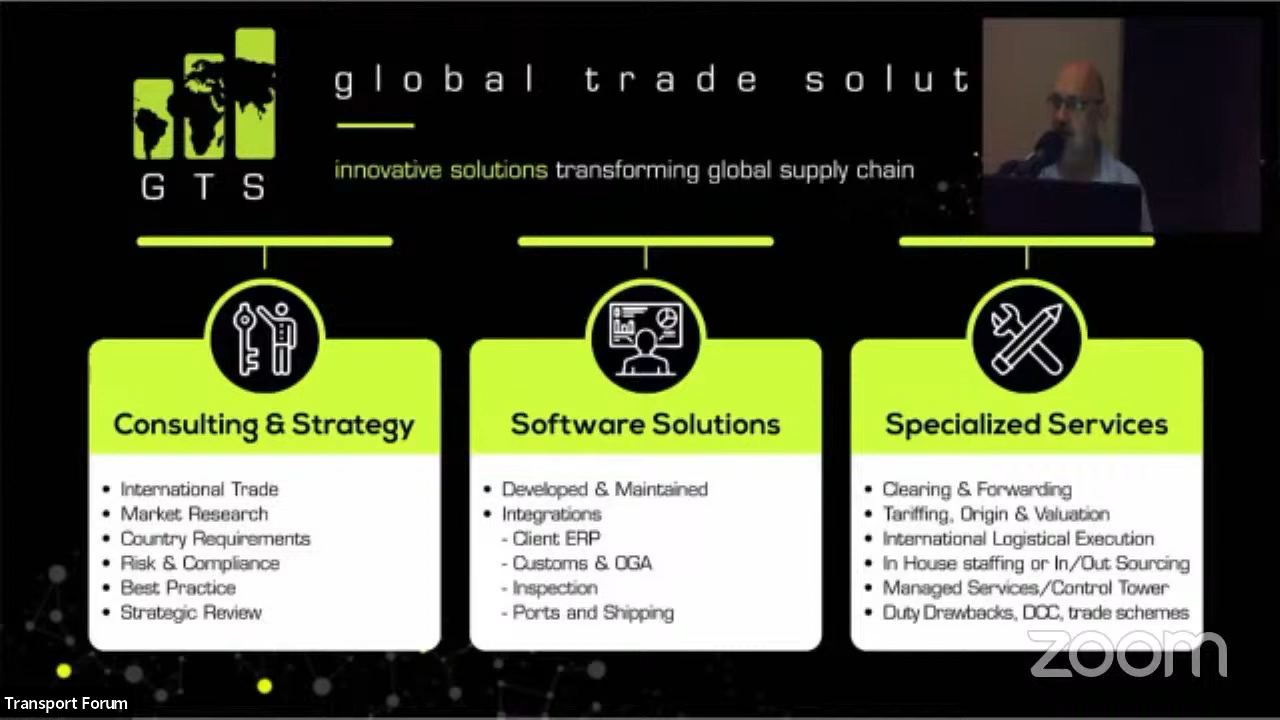 global trade solut
innovative solutions transforming global supply chain
G T S
Consulting & Strategy
• International Trade
• Market Research
• Country Requirements
• Risk & Compliance
• Best Practice
• Strategic Review
Software Solutions
• Developed & Maintained
• Integrations
- Client ERP
- Customs & OGA
- Inspection
- Ports and Shipping
Specialized Services
• Clearing & Forwarding
• Tariffing, Origin & Valuation
• International Logistical Execution
• In House staffing or In/Out Sourcing
• Managed Services/Control Tower
• Duty Drawbacks, DCC, trade schemes
zoom
Transport Forum